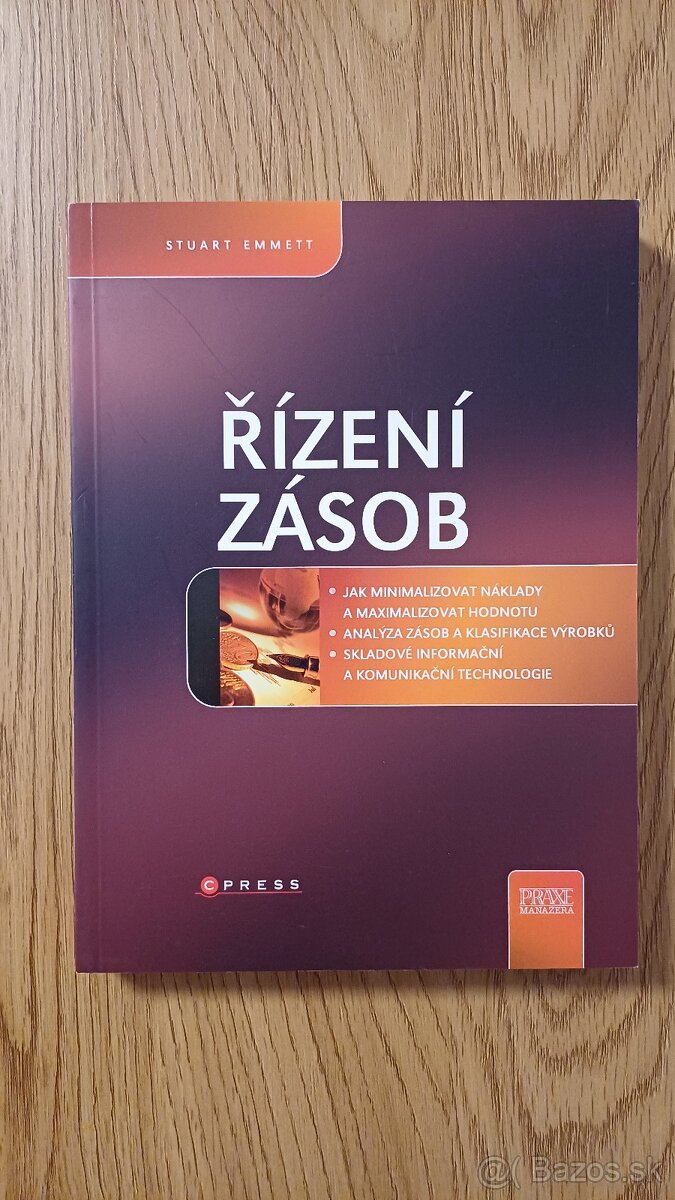 STUART EMMETT
ŘÍZENÍ
ZÁSOB
• JAK MINIMALIZOVAT NÁKLADY
A MAXIMALIZOVAT HODNOTU
• ANALÝZA ZÁSOB A KLASIFIKACE VÝROBKŮ
• SKLADOVÉ INFORMAČNÍ
A KOMUNIKAČNÍ TECHNOLOGIE
CPRESS
PRAXE
MANAŽERA
@( Bazos.sk